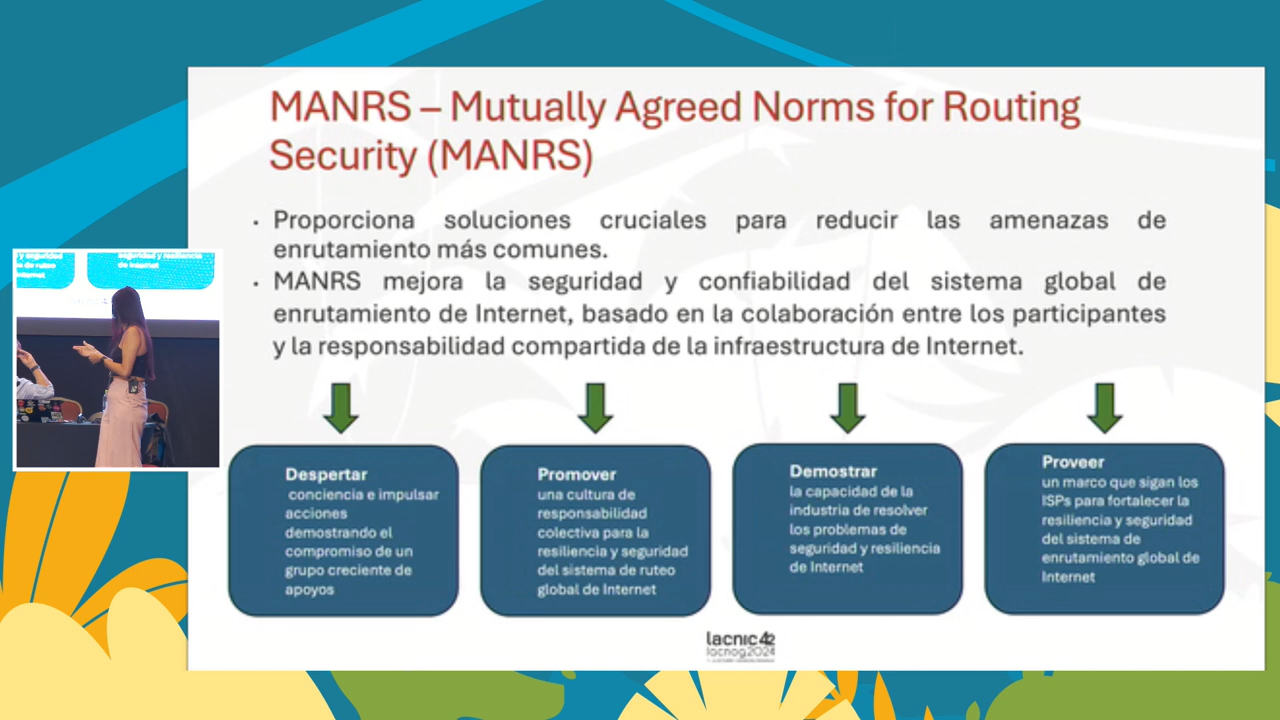 MANRS – Mutually Agreed Norms for Routing
Security (MANRS)
Proporciona soluciones cruciales para reducir las amenazas de
enrutamiento más comunes.
MANRS mejora la seguridad y confiabilidad del sistema global de
enrutamiento de Internet, basado en la colaboración entre los participantes
y la responsabilidad compartida de la infraestructura de Internet.
Despertar
conciencia e impulsar
acciones
demostrando el
compromiso de un
grupo creciente de
apoyos
Promover
una cultura de
responsabilidad
colectiva para la
resiliencia y seguridad
del sistema de ruteo
global de Internet
Demostrar
la capacidad de la
industria de resolver
los problemas de
seguridad y resiliencia
de Internet
Proveer
un marco que sigan los
ISPs para fortalecer la
resiliencia y seguridad
del sistema de
enrutamiento global de
Internet
lacnic42
lacnog2024